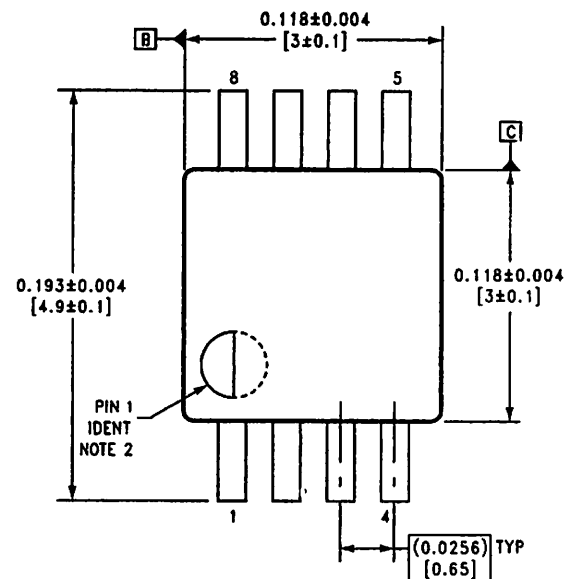 0.118±0.004
[3±0.1]
B
8
5
C
0.193±0.004
[4.9±0.1]
0.118±0.004
[3±0.1]
PIN 1
IDENT
NOTE 2
1
4
(0.0256) TYP
[0.65]